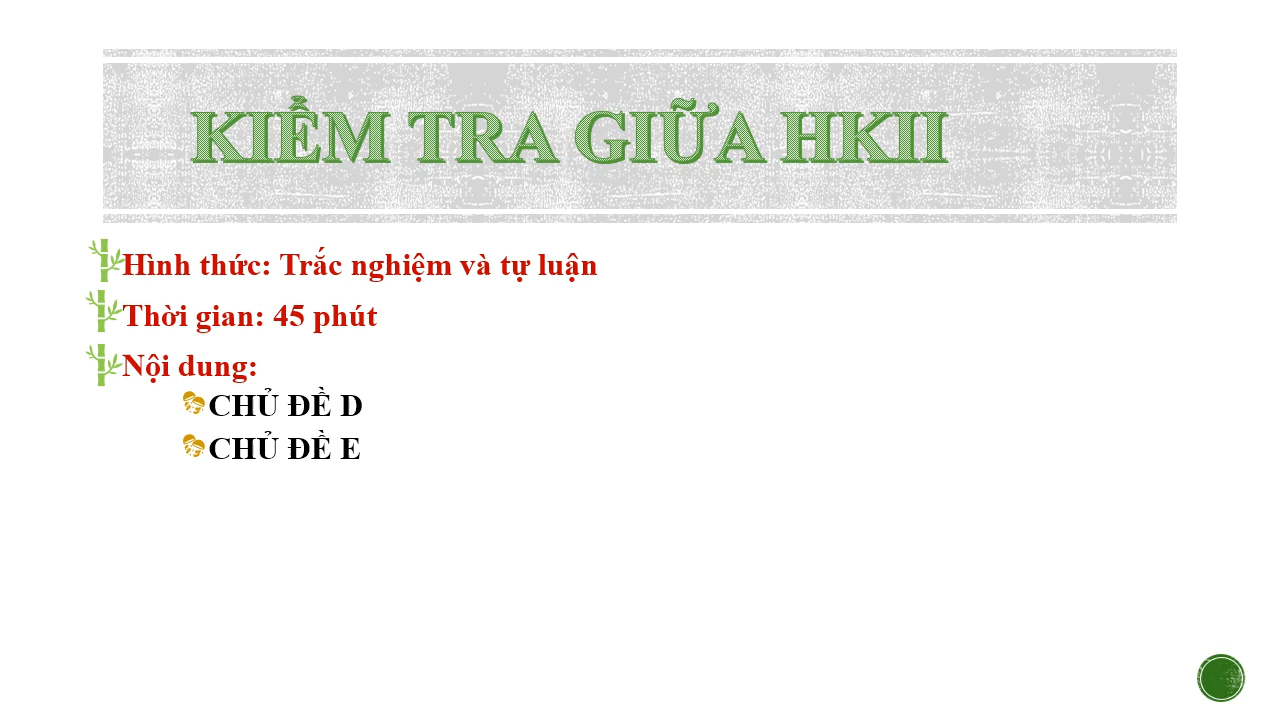 KIỂM TRA GIỮA HKII
Hình thức: Trắc nghiệm và tự luận
Thời gian: 45 phút
Nội dung:
CHỦ ĐỀ D
CHỦ ĐỀ E